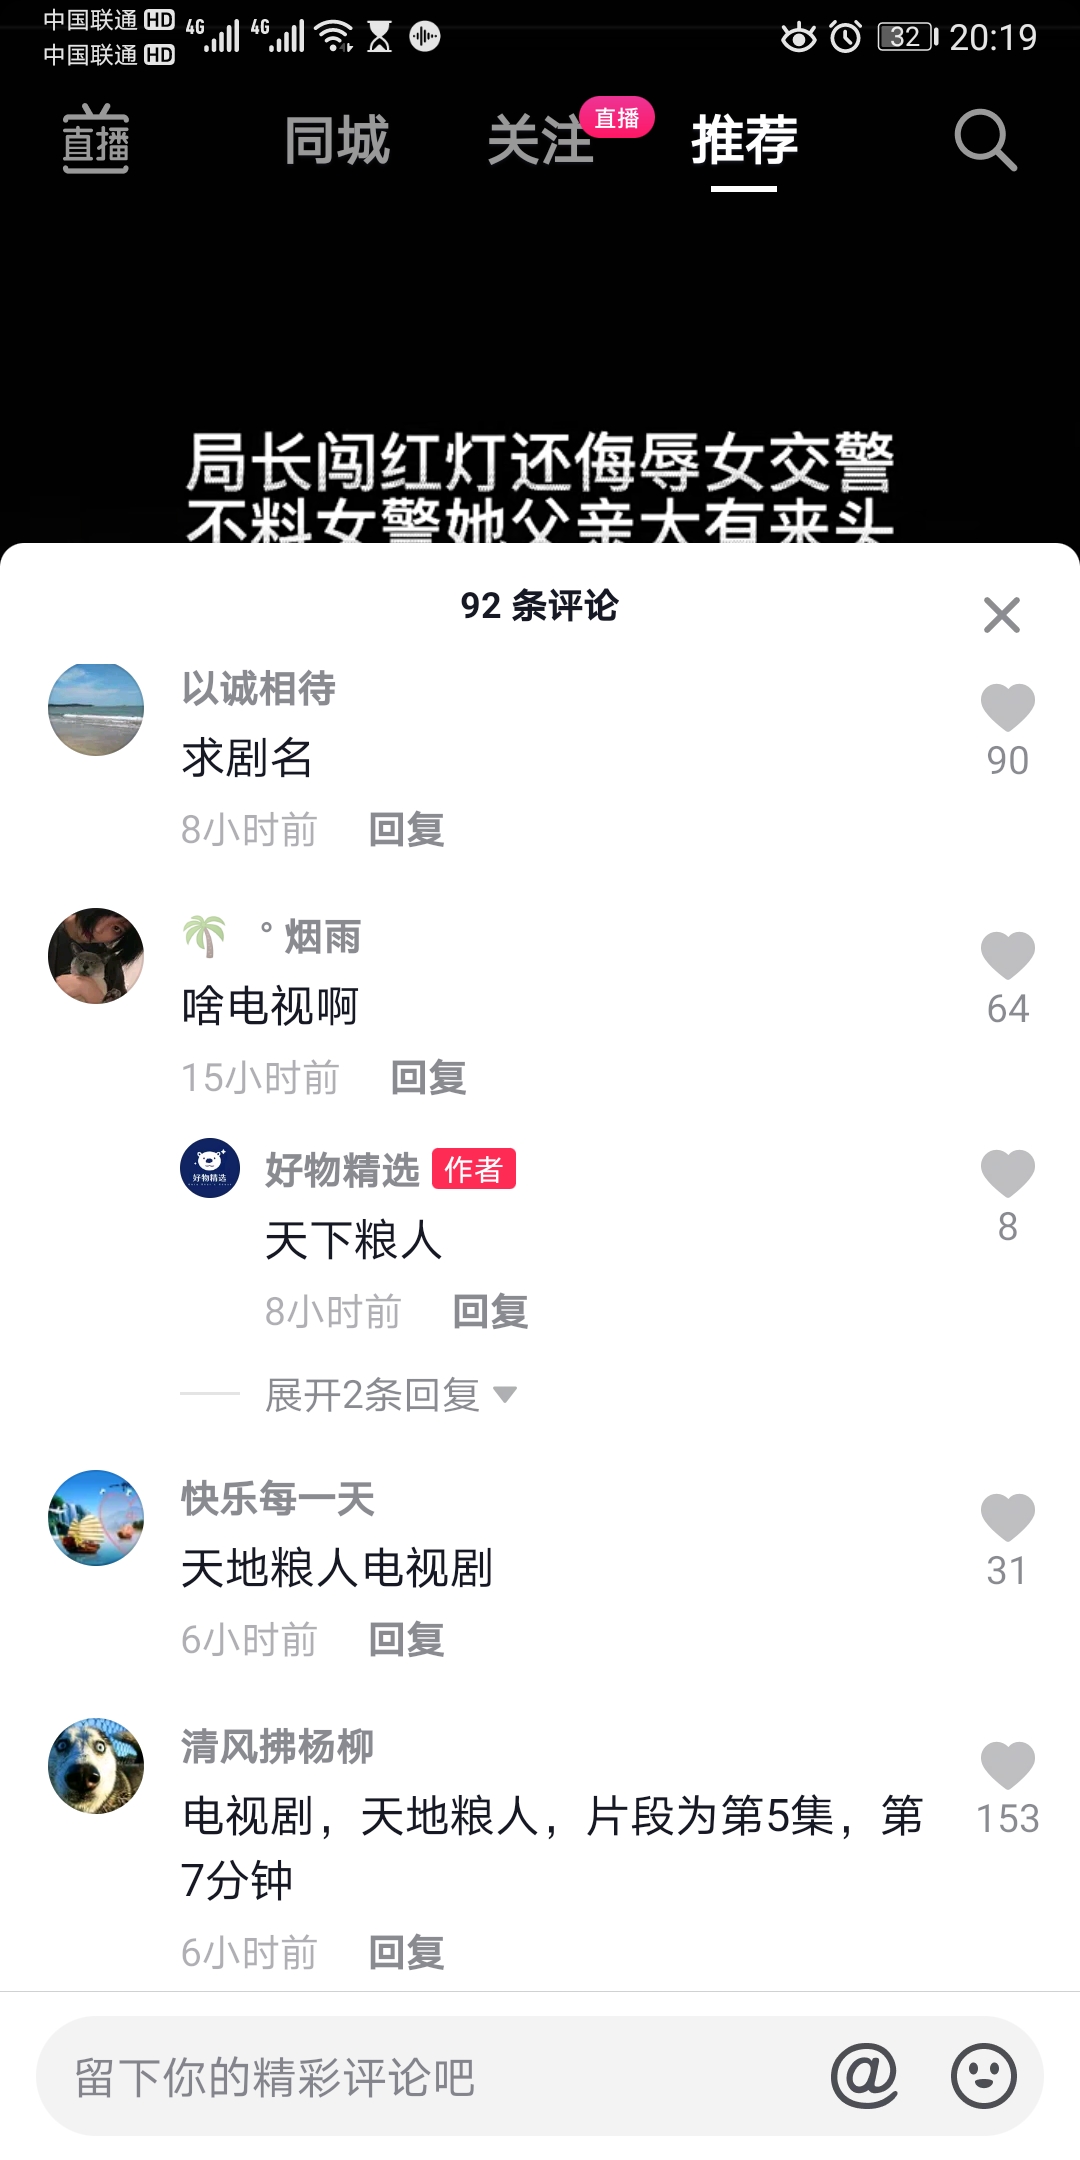 中国联通 HD 4G 4G 32 20:19
中国联通 HD
直播 同城 关注 直播 推荐
局长闯红灯还侮辱女交警
不料女警她父亲大有来头
92 条评论
以诚相待
求剧名
90
8小时前 回复
🌴 ° 烟雨
啥电视啊
64
15小时前 回复
好物精选
好物精选 作者
天下粮人
8
8小时前 回复
展开2条回复
快乐每一天
天地粮人电视剧
31
6小时前 回复
清风拂杨柳
电视剧，天地粮人，片段为第5集，第
7分钟
153
6小时前 回复
留下你的精彩评论吧 @